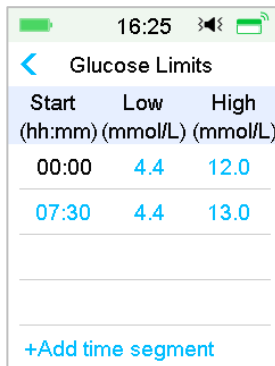 16:25
Glucose Limits
Start Low High
(hh:mm) (mmol/L) (mmol/L)
00:00 4.4 12.0
07:30 4.4 13.0
+Add time segment